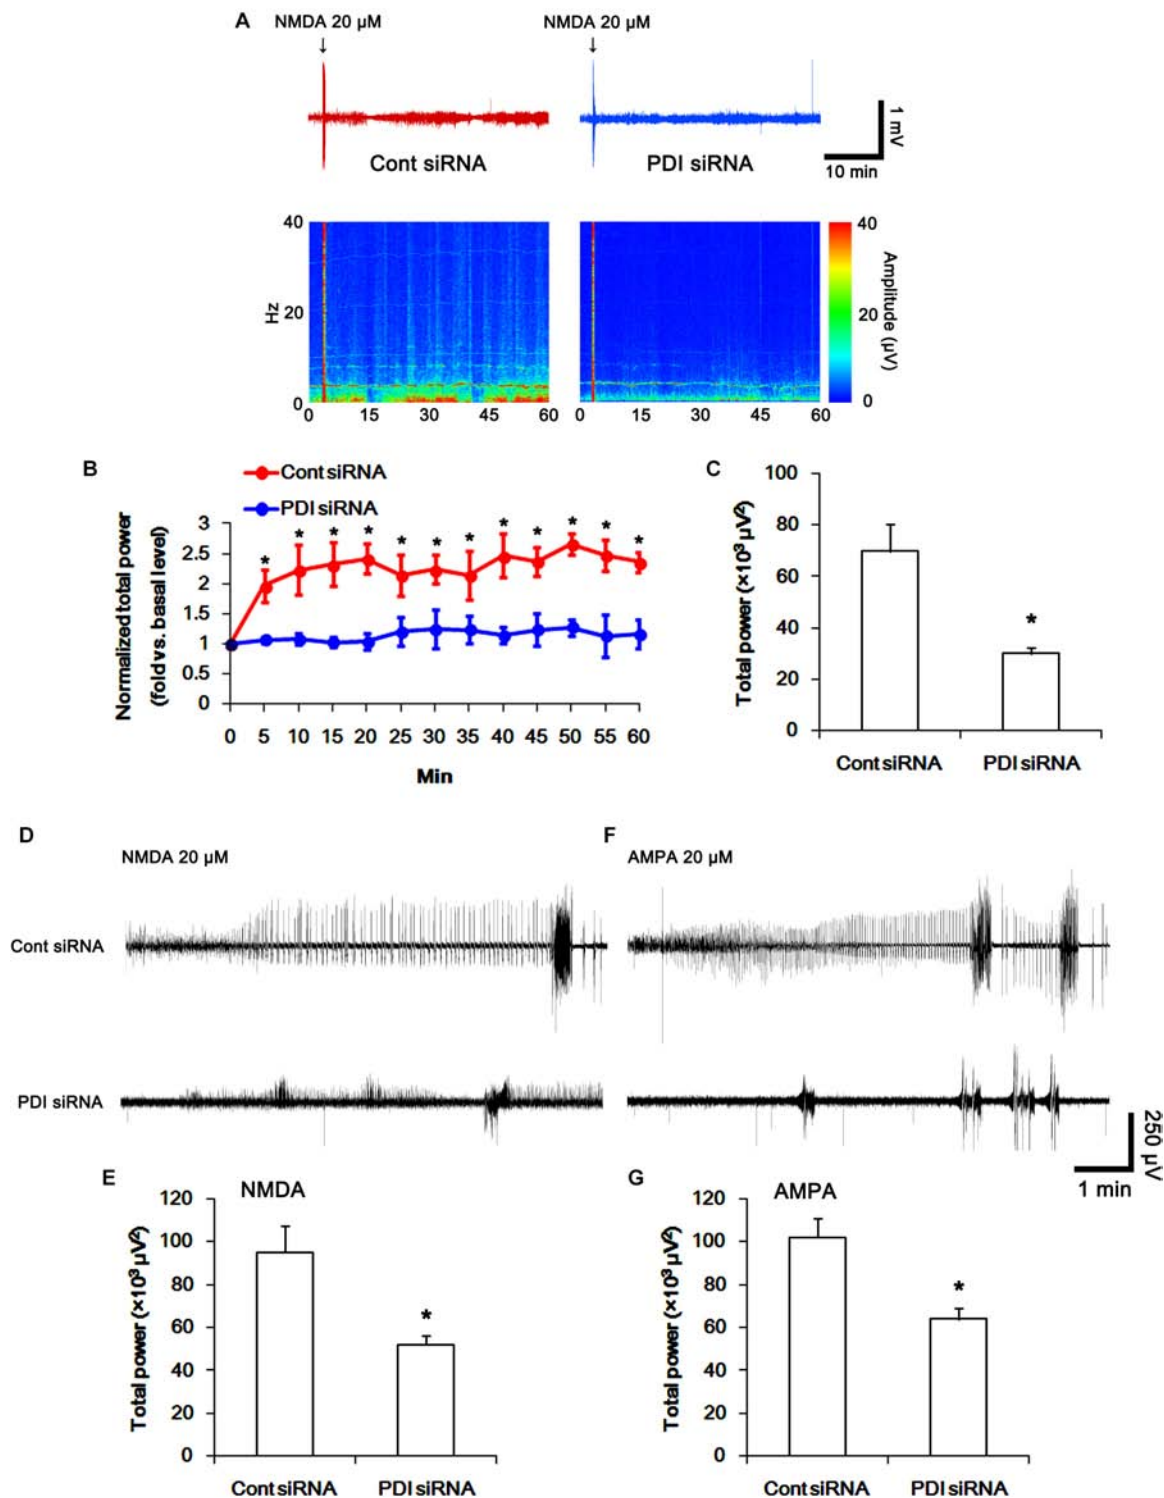 A
NMDA 20 µM
NMDA 20 µM
↓
↓
Cont siRNA
PDI siRNA
1 mV
10 min
40
20
0
Hz
0 15 30 45 60
0 15 30 45 60
40
20
0
Amplitude (µV)
B
Cont siRNA
PDI siRNA
Normalized total power
(fold vs. basal level)
3
2.5
2
1.5
1
0.5
0
* * * * * * * * * * * *
0 5 10 15 20 25 30 35 40 45 50 55 60
Min
C
Total power (×10³ µV²)
100
80
60
40
20
0
*
Cont siRNA PDI siRNA
D
NMDA 20 µM
F
AMPA 20 µM
Cont siRNA
PDI siRNA
250 µV
1 min
E
NMDA
Total power (×10³ µV²)
120
100
80
60
40
20
0
*
Cont siRNA PDI siRNA
G
AMPA
Total power (×10³ µV²)
120
100
80
60
40
20
0
*
Cont siRNA PDI siRNA